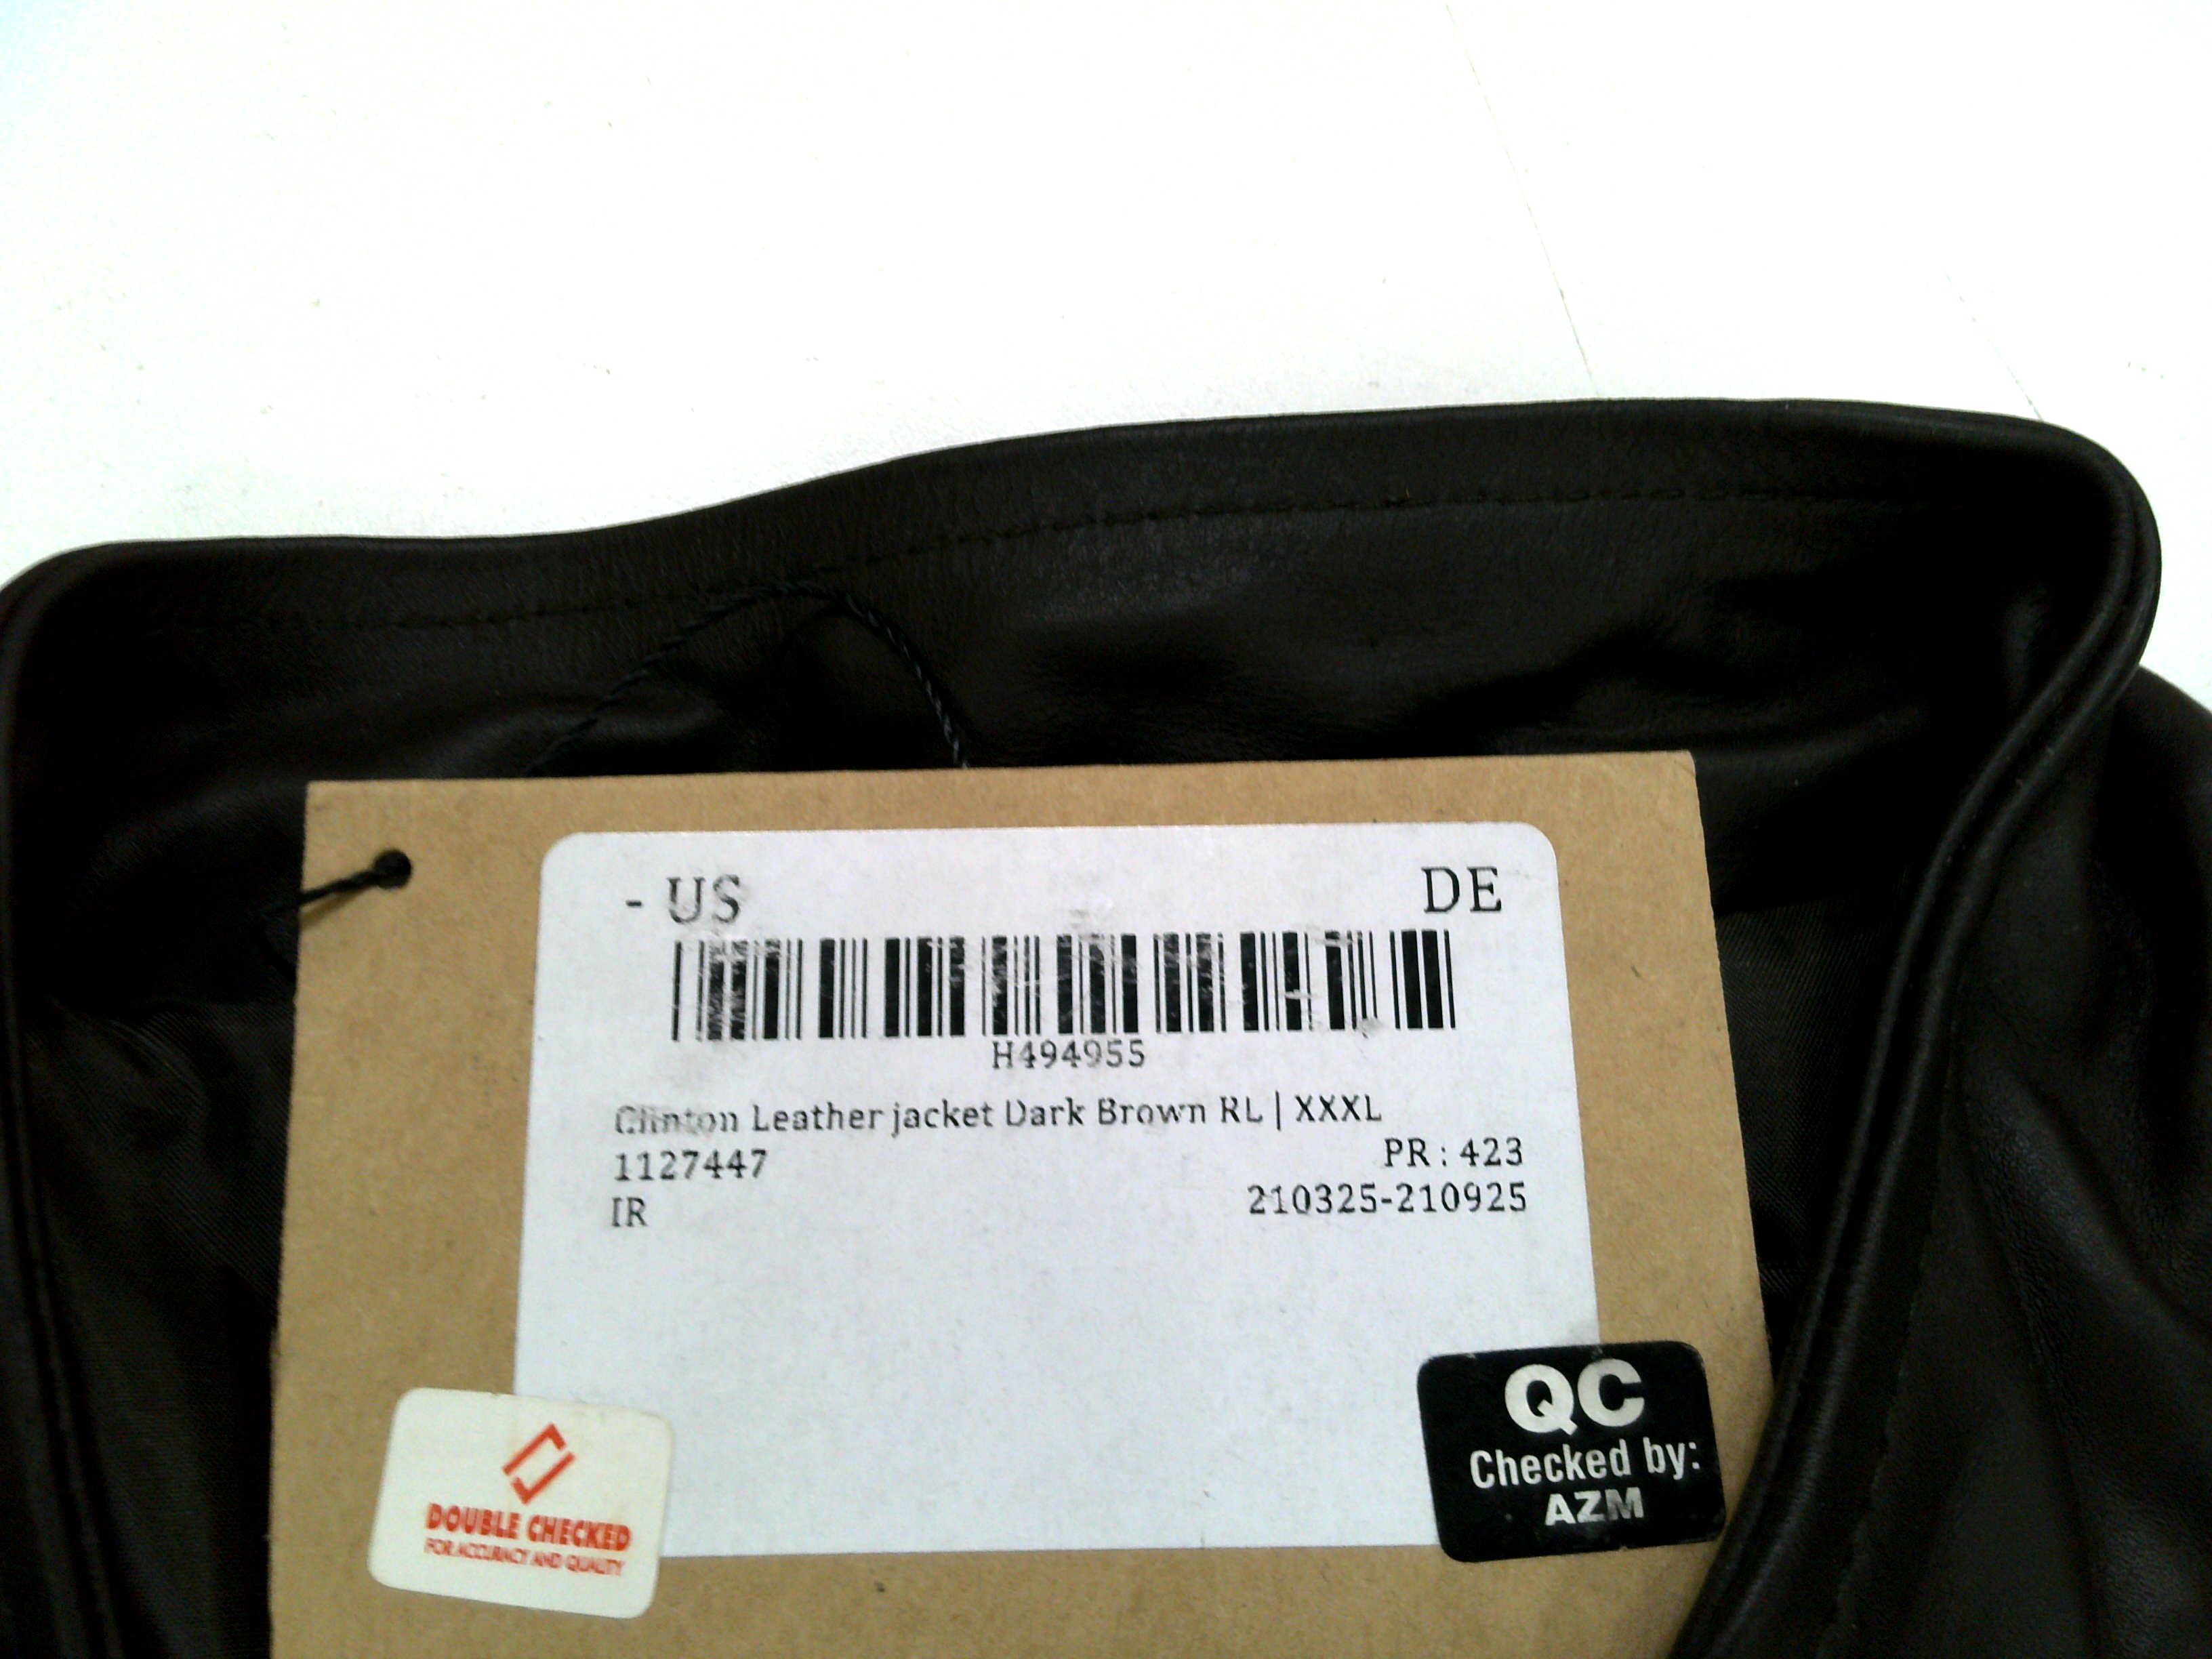 - US DE
H494955
Clinton Leather jacket Dark Brown RL | XXXL
1127447 PR : 423
IR 210325-210925
QC
Checked by:
AZM
DOUBLE CHECKED
FOR ACCURACY AND QUALITY